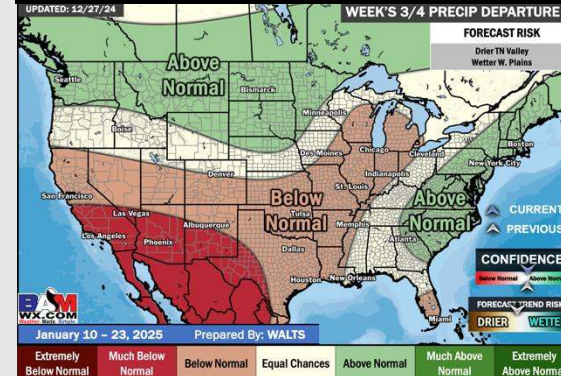 UPDATED: 12/27/24
WEEK'S 3/4 PRECIP DEPARTURE
FORECAST RISK
Drier TN Valley
Wetter W. Plains
Above
Normal
Seattle
Bismarck
Minneapolis
Boise
Boston
Des Moines
Chicago
Cleveland
New York City
Denver
Indianapolis
San Francisco
St. Louis
Below
Normal
Above
Normal
Las Vegas
Tulsa
Los Angeles
Albuquerque
Memphis
Phoenix
Atlanta
Dallas
Houston
New Orleans
Miami
CURRENT
PREVIOUS
CONFIDENCE
Below Normal
Above Norm
FORECAST TREND RISK
DRIER
WETTE
BAM
WX.COM
Weather Made Simple
January 10 – 23, 2025
Prepared By: WALTS
Extremely
Below Normal
Much Below
Normal
Below Normal
Equal Chances
Above Normal
Much Above
Normal
Extremely
Above Normal